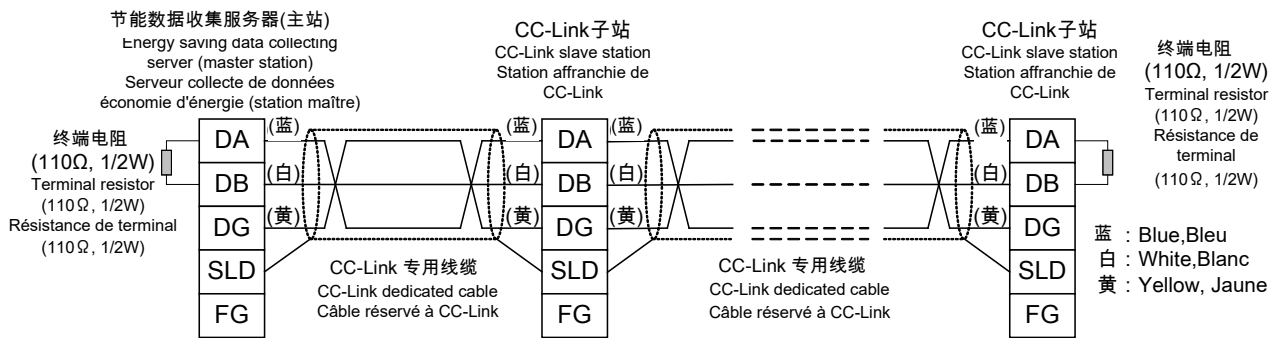 节能数据收集服务器(主站)
Energy saving data collecting
server (master station)
Serveur collecte de données
économie d'énergie (station maître)
CC-Link子站
CC-Link slave station
Station affranchie de
CC-Link
CC-Link子站
CC-Link slave station
Station affranchie de
CC-Link
终端电阻
(110Ω, 1/2W)
Terminal resistor
(110Ω, 1/2W)
Résistance de
terminal
(110Ω, 1/2W)
终端电阻
(110Ω, 1/2W)
Terminal resistor
(110Ω, 1/2W)
Résistance de terminal
(110Ω, 1/2W)
DA (蓝) (蓝) DA (蓝) (蓝) DA
DB (白) (白) DB (白) (白) DB
DG (黄) (黄) DG (黄) (黄) DG
SLD SLD SLD
FG FG FG
CC-Link 专用线缆
CC-Link dedicated cable
Câble réservé à CC-Link
CC-Link 专用线缆
CC-Link dedicated cable
Câble réservé à CC-Link
蓝 : Blue,Bleu
白 : White,Blanc
黄 : Yellow, Jaune